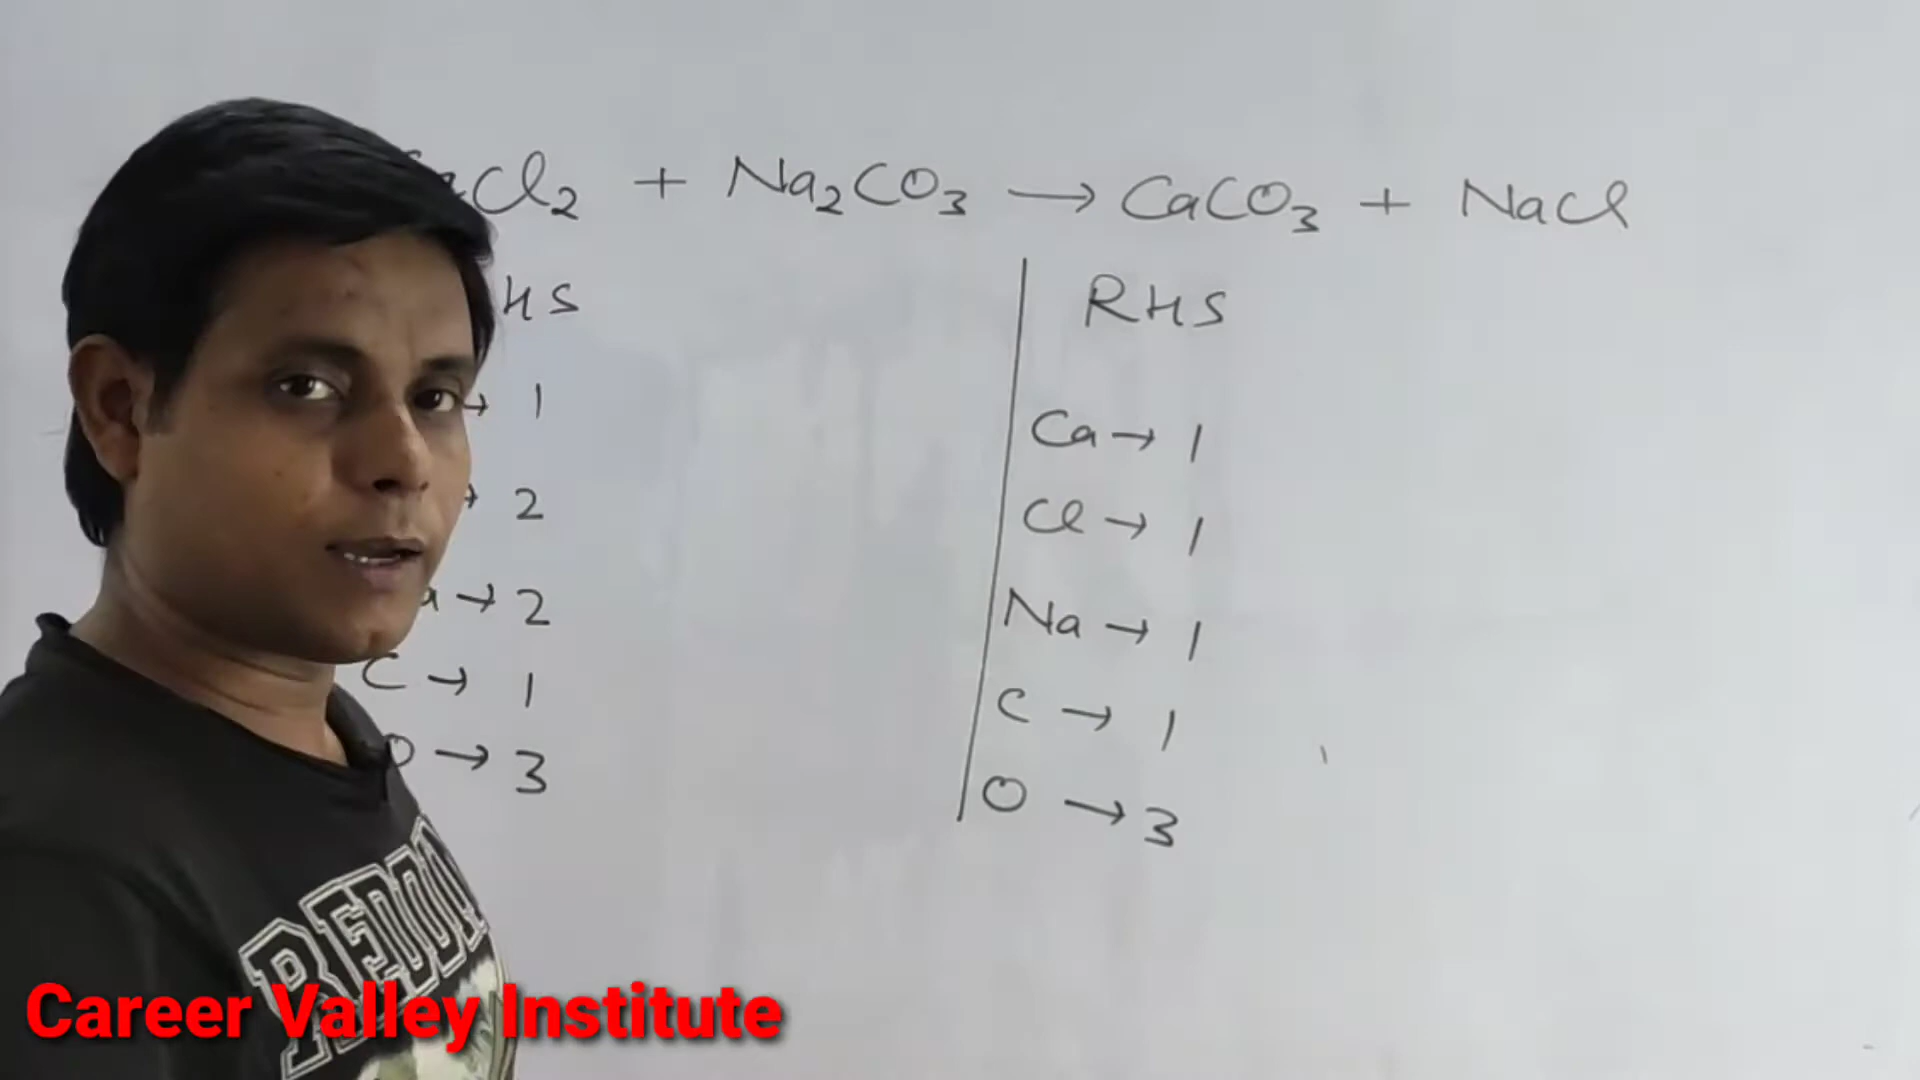 aCl₂ + Na₂CO₃ → CaCO₃ + NaCl
HS RHS
→ 1 Ca → 1
→ 2 Cl → 1
a → 2 Na → 1
C → 1 C → 1
O → 3 O → 3
Career Valley Institute